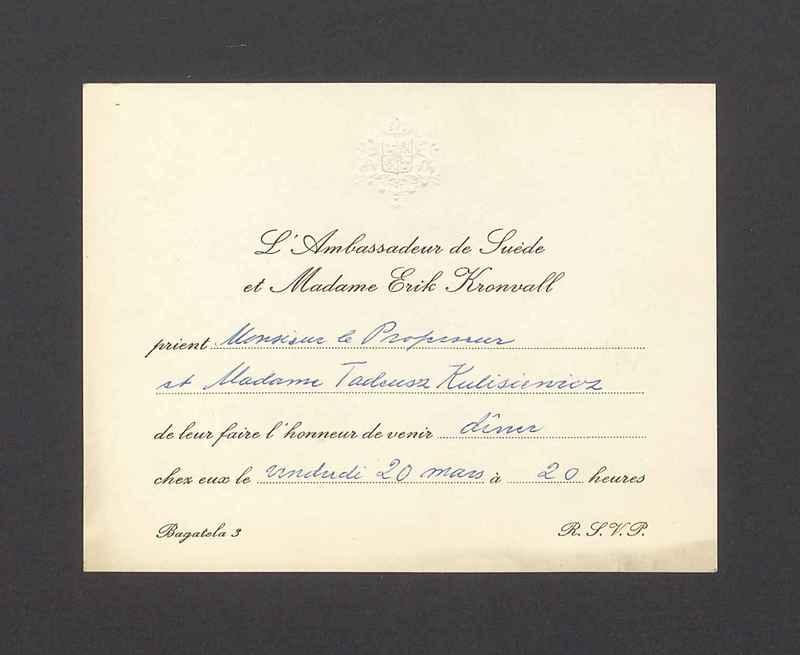 L'Ambassadeur de Suède
et Madame Erik Kronvall
prient Monsieur le Professeur
et Madame Tadeusz Kulisiewicz
de leur faire l'honneur de venir dîner
chez eux le vendredi 20 mars à 20 heures
Bagatela 3 R.S.V.P.